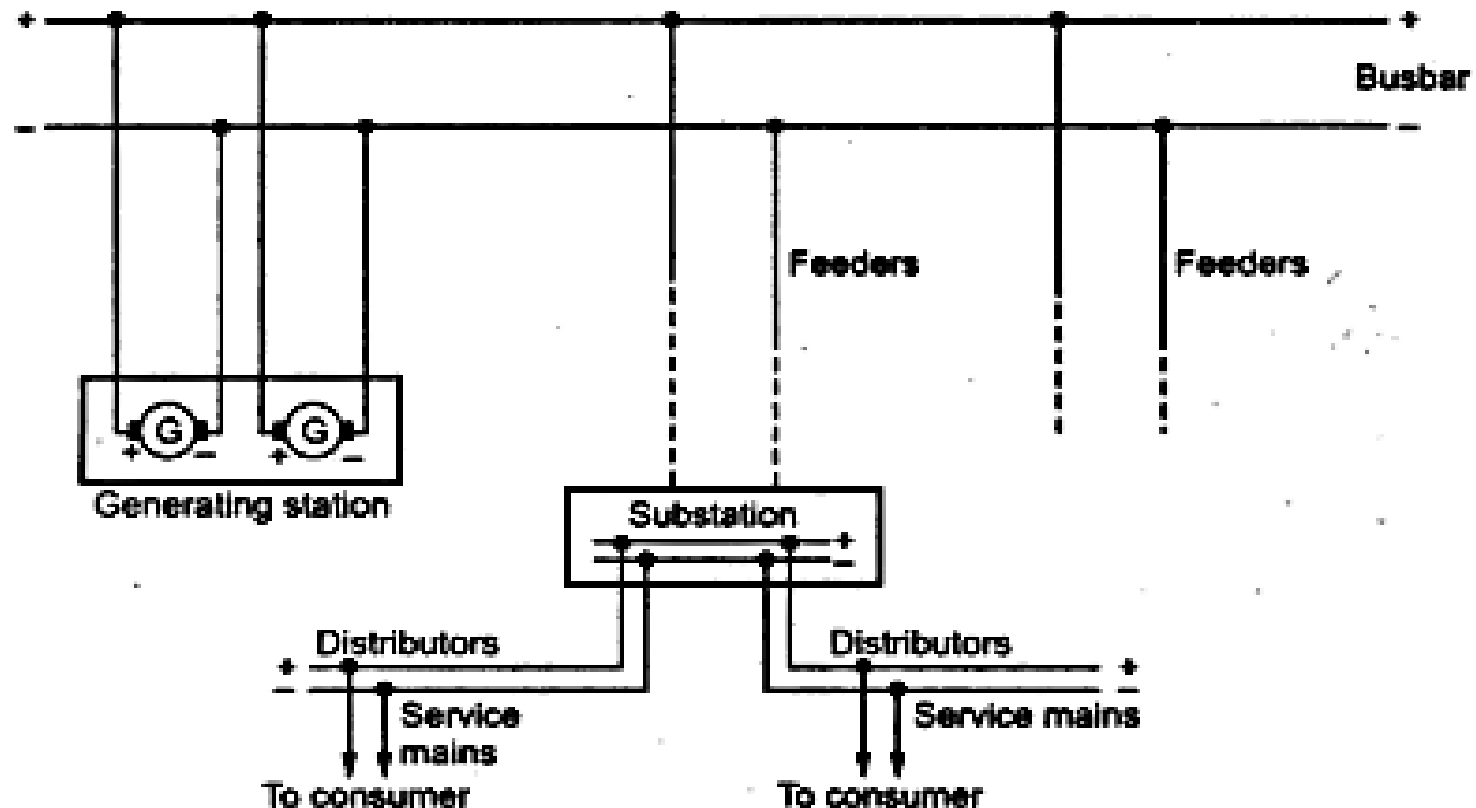 + +
Busbar
- -
Feeders Feeders
G G
+ - + -
Generating station
Substation
+
-
Distributors Distributors
+ +
- -
Service Service mains
mains
To consumer To consumer